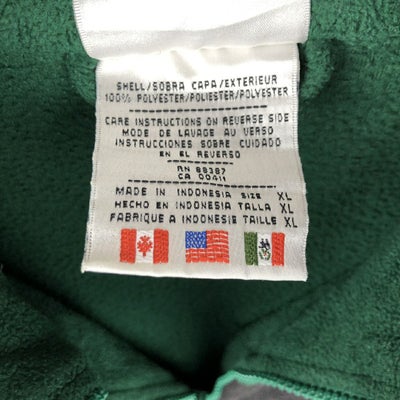 SHELL/SOBRA CAPA/EXTERIEUR
100% POLYESTER/POLIESTER/POLYESTER
CARE INSTRUCTIONS ON REVERSE SIDE
MODE DE LAVAGE AU VERSO
INSTRUCCIONES SOBRE CUIDADO
EN EL REVERSO
RN 88387
CA 00411
MADE IN INDONESIA SIZE XL
HECHO EN INDONESIA TALLA XL
FABRIQUE A INDONESIE TAILLE XL